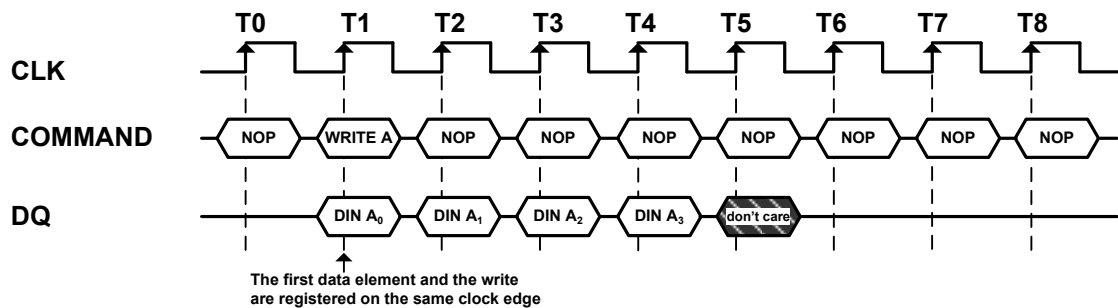 T0 T1 T2 T3 T4 T5 T6 T7 T8
CLK
COMMAND NOP WRITE A NOP NOP NOP NOP NOP NOP NOP
DQ DIN A0 DIN A1 DIN A2 DIN A3 don't care
The first data element and the write
are registered on the same clock edge